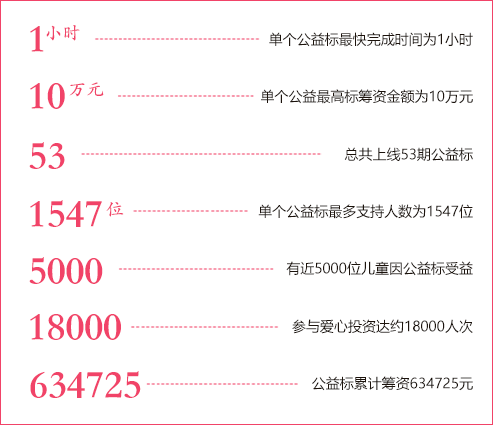 1小时 单个公益标最快完成时间为1小时
10万元 单个公益最高标筹资金额为10万元
53 总共上线53期公益标
1547位 单个公益标最多支持人数为1547位
5000 有近5000位儿童因公益标受益
18000 参与爱心投资达约18000人次
634725 公益标累计筹资634725元